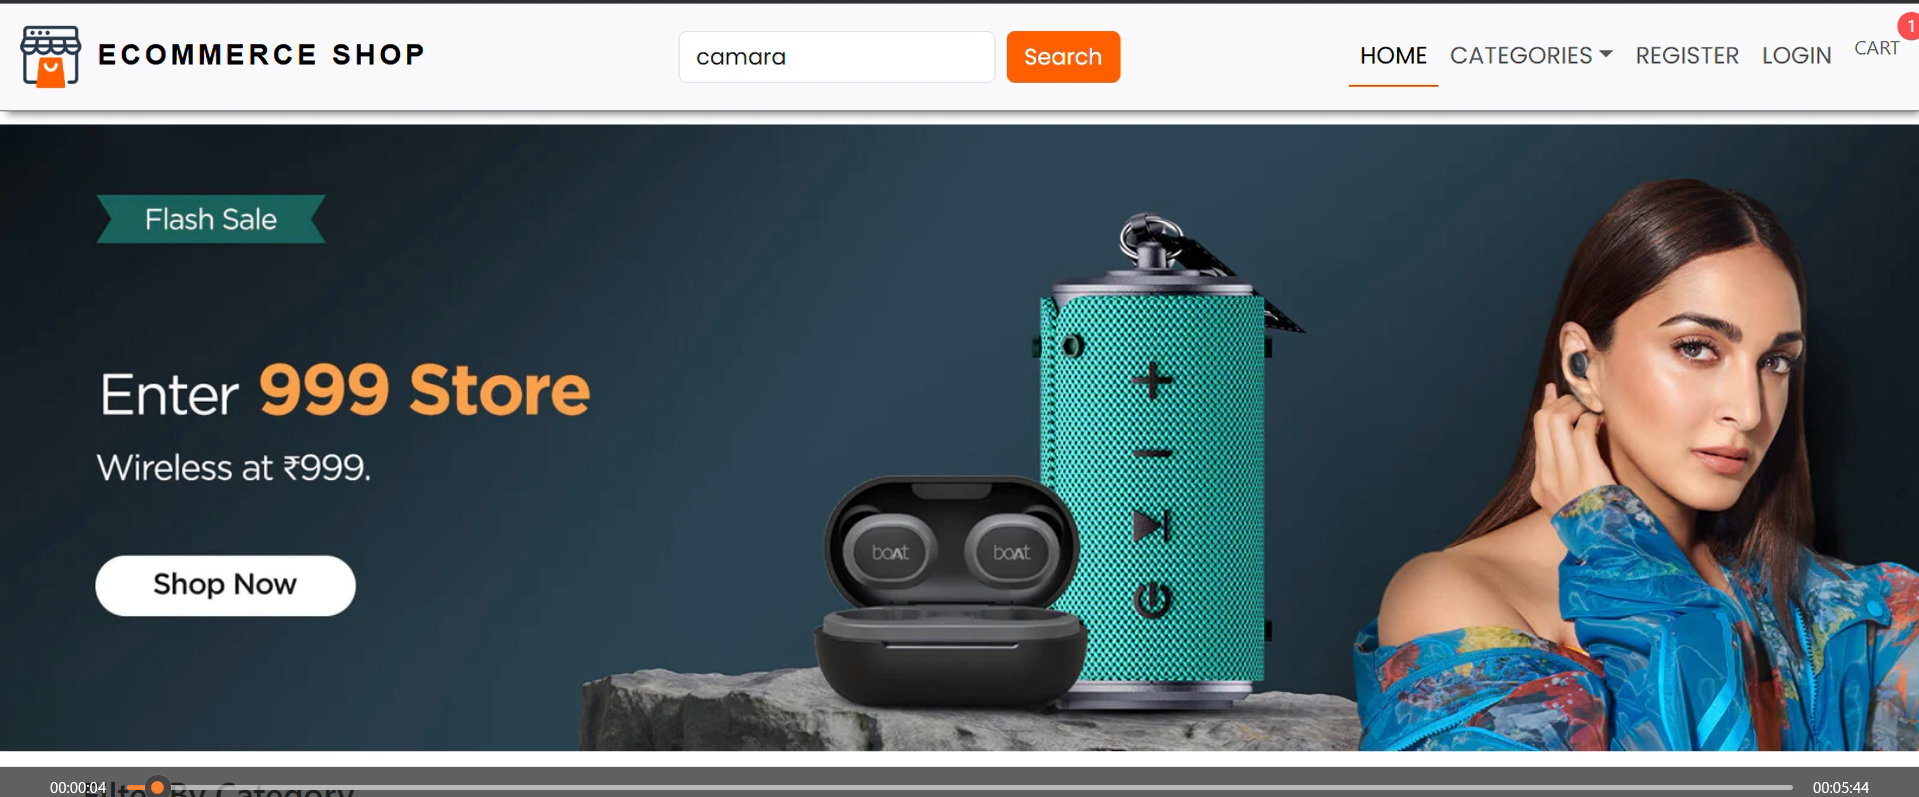 ECOMMERCE SHOP
camara
Search
HOME
CATEGORIES
REGISTER
LOGIN
CART
1
Flash Sale
Enter 999 Store
Wireless at ₹999.
Shop Now
boAt
boAt
Filter By Category
00:00:04
00:05:44